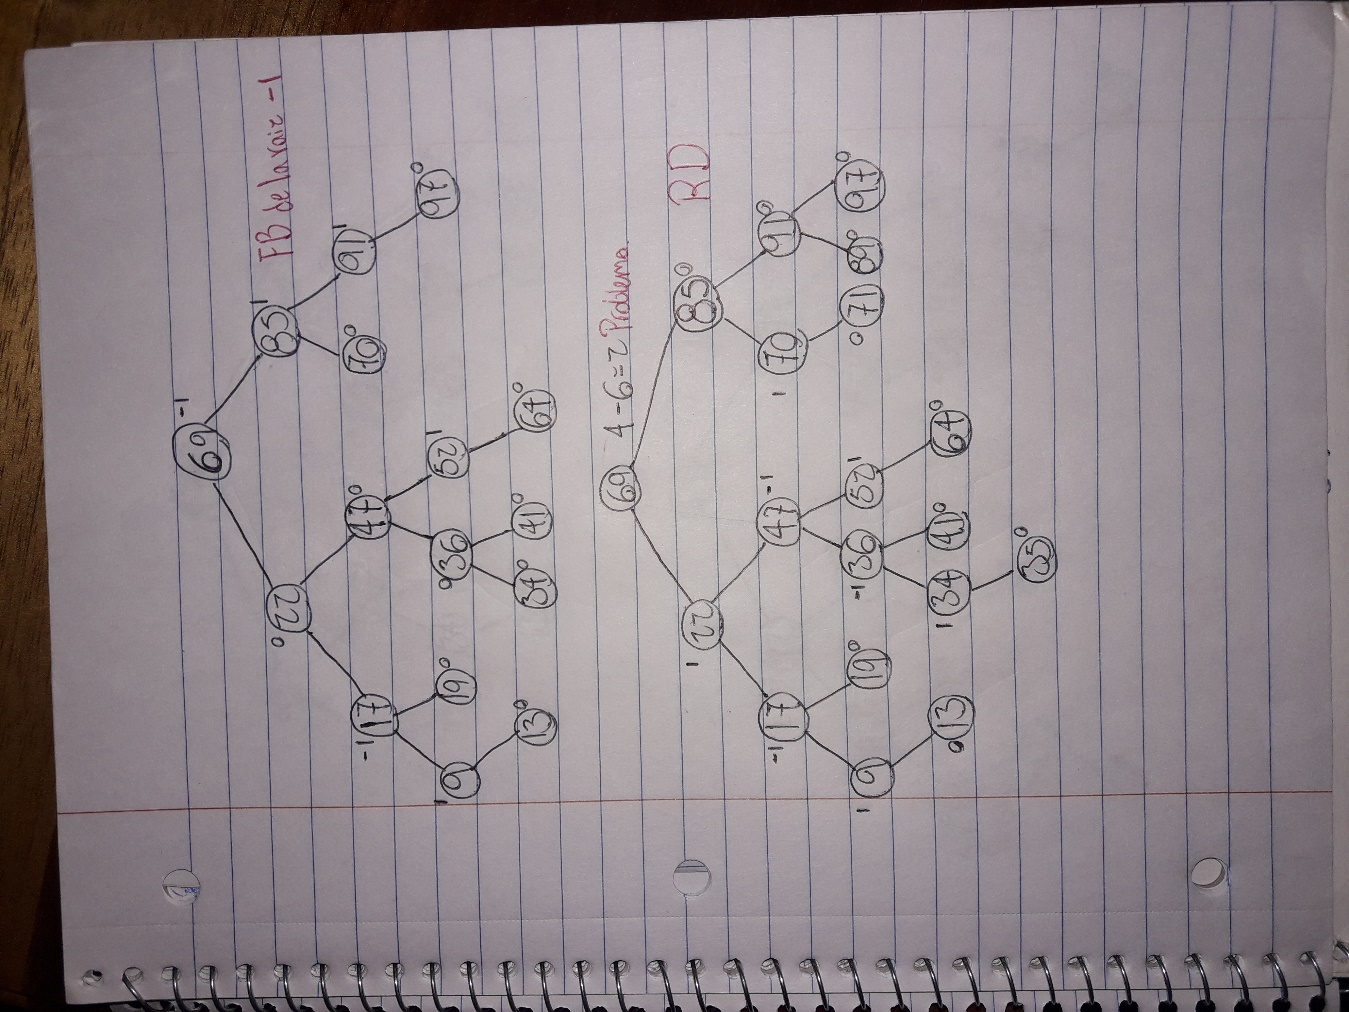 69 -1
0 22 85 1 FB de la raiz -1
-1 17 47 0 70 0 91 1
1 9 19 0 0 36 52 1 97 0
13 0 34 0 41 0 64 0
69 4-6=2 Problema
1 22 85 0 RD
-1 17 47 -1 1 70 91 0
1 9 19 0 -1 36 52 1 0 71 89 0 97 0
0 13 1 34 41 0 64 0
35 0